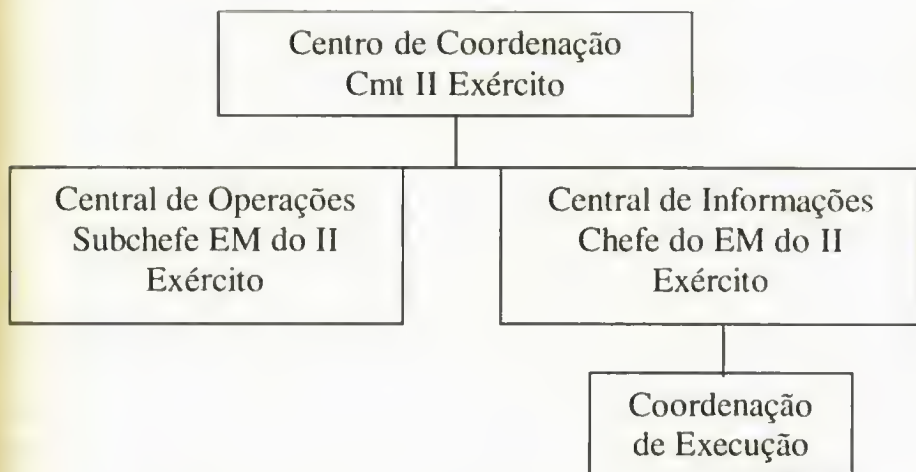 Centro de Coordenação
Cmt II Exército
Central de Operações
Subchefe EM do II
Exército
Central de Informações
Chefe do EM do II
Exército
Coordenação
de Execução